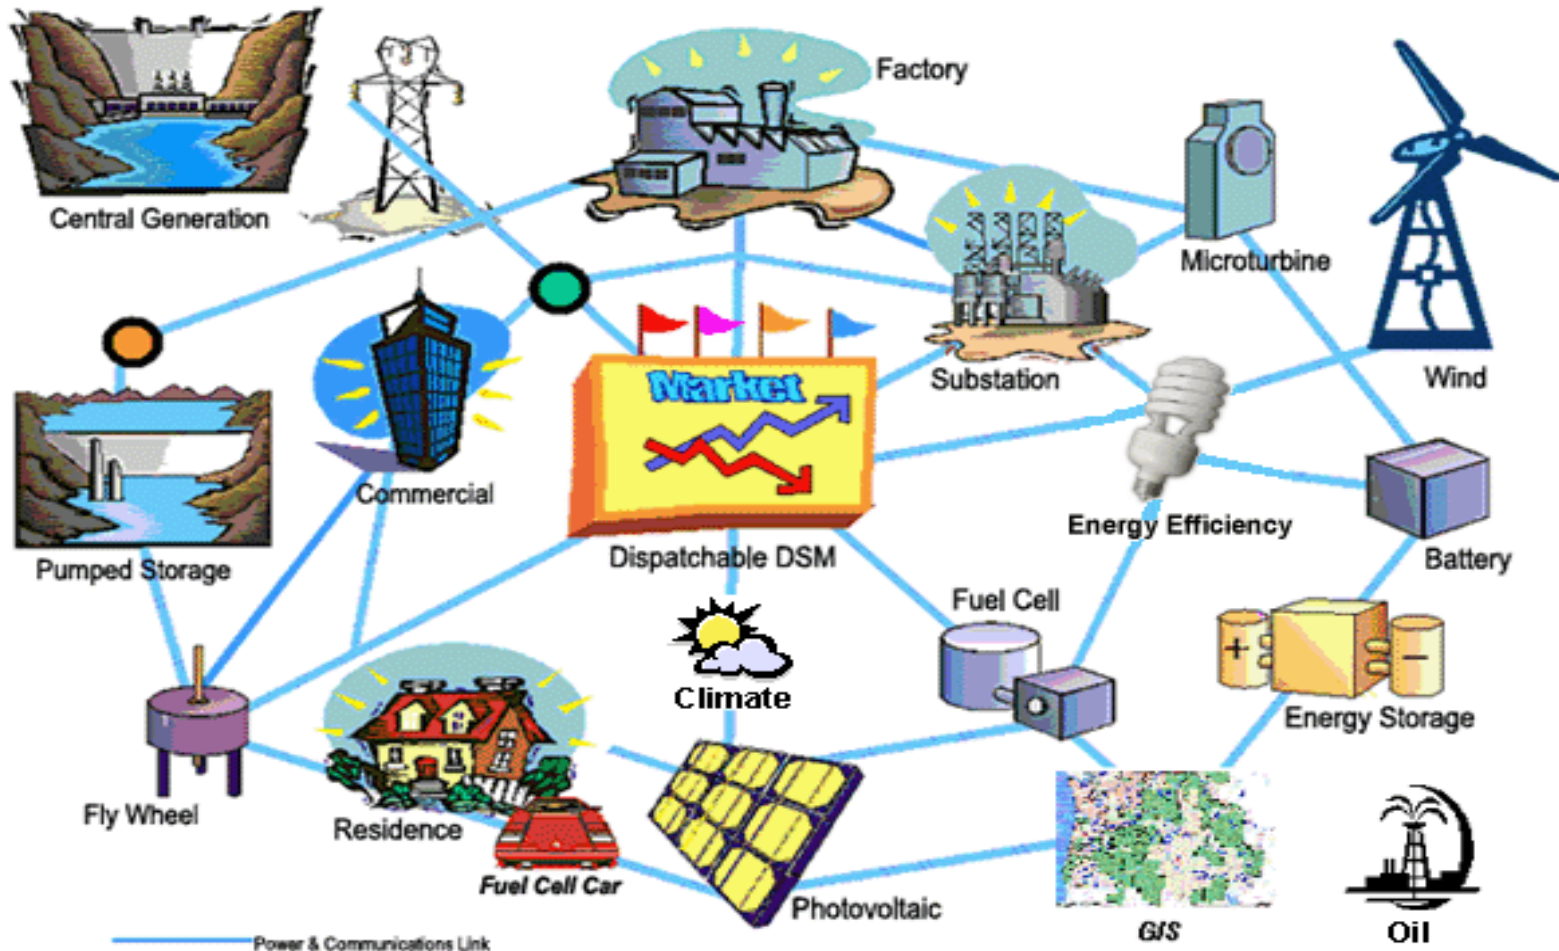 Factory
Central Generation
Microturbine
Substation
Wind
Market
Commercial
Energy Efficiency
Dispatchable DSM
Battery
Pumped Storage
Fuel Cell
+
−
Climate
Energy Storage
Fly Wheel
Residence
Fuel Cell Car
Photovoltaic
GIS
Oil
Power & Communications Link